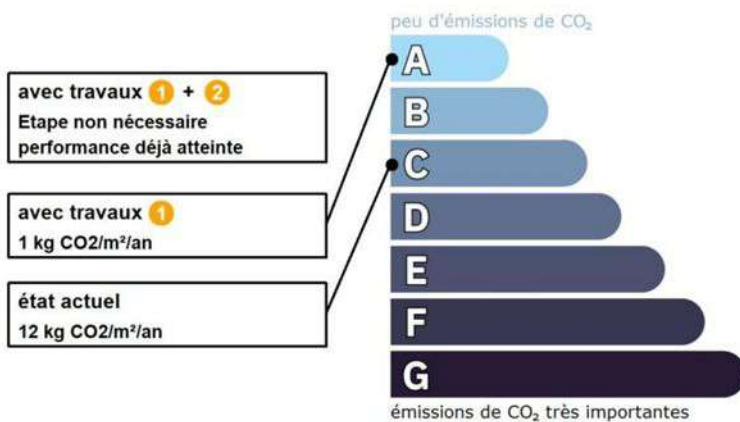 peu d'émissions de CO₂
avec travaux 1 + 2
Etape non nécessaire
performance déjà atteinte
avec travaux 1
1 kg CO2/m²/an
état actuel
12 kg CO2/m²/an
A
B
C
D
E
F
G
émissions de CO₂ très importantes